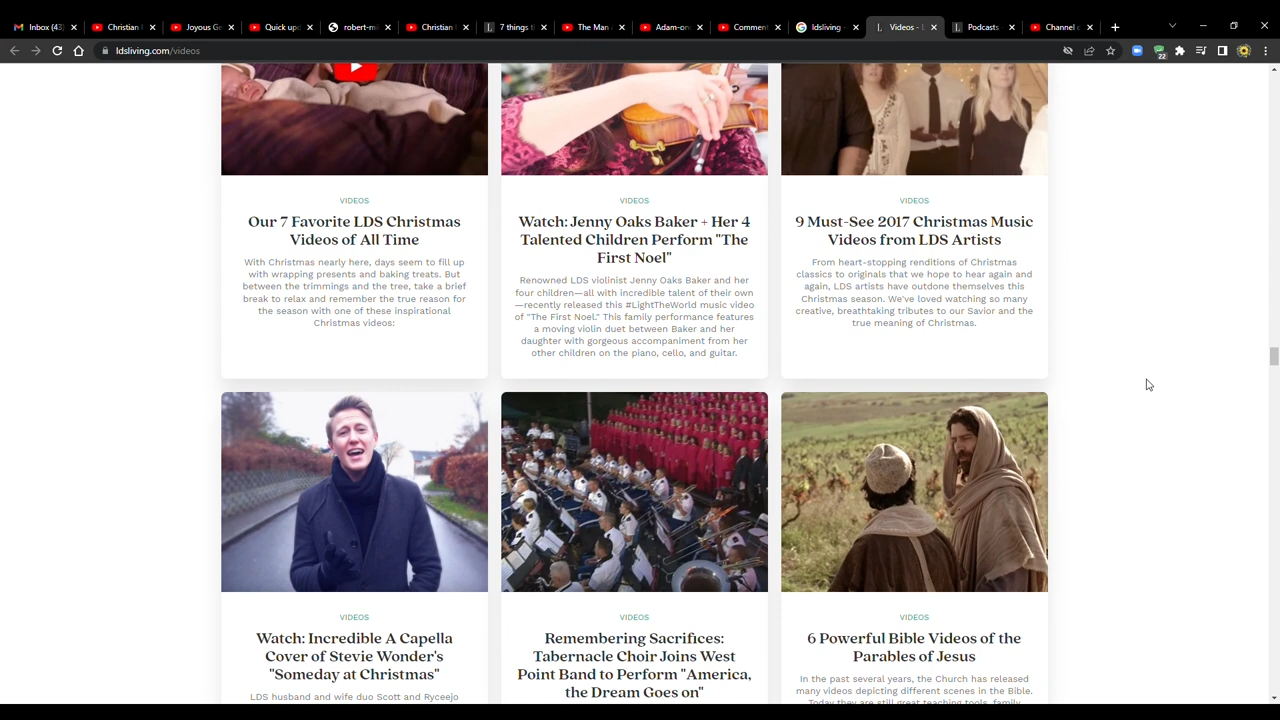 Inbox (43)
Christian
Joyous Ge
Quick upd
robert-mi
Christian
7 things t
The Man
Adam-on
Comment
ldsliving -
Videos - L
Podcasts
Channel c
ldsliving.com/videos
22
VIDEOS
Our 7 Favorite LDS Christmas
Videos of All Time
With Christmas nearly here, days seem to fill up
with wrapping presents and baking treats. But
between the trimmings and the tree, take a brief
break to relax and remember the true reason for
the season with one of these inspirational
Christmas videos:
VIDEOS
Watch: Jenny Oaks Baker + Her 4
Talented Children Perform "The
First Noel"
Renowned LDS violinist Jenny Oaks Baker and her
four children—all with incredible talent of their own
—recently released this #LightTheWorld music video
of "The First Noel." This family performance features
a moving violin duet between Baker and her
daughter with gorgeous accompaniment from her
other children on the piano, cello, and guitar.
VIDEOS
9 Must-See 2017 Christmas Music
Videos from LDS Artists
From heart-stopping renditions of Christmas
classics to originals that we hope to hear again and
again, LDS artists have outdone themselves this
Christmas season. We've loved watching so many
creative, breathtaking tributes to our Savior and the
true meaning of Christmas.
VIDEOS
Watch: Incredible A Capella
Cover of Stevie Wonder's
"Someday at Christmas"
LDS husband and wife duo Scott and Ryceejo
VIDEOS
Remembering Sacrifices:
Tabernacle Choir Joins West
Point Band to Perform "America,
the Dream Goes on"
VIDEOS
6 Powerful Bible Videos of the
Parables of Jesus
In the past several years, the Church has released
many videos depicting different scenes in the Bible.
Today they are still great teaching tools, family